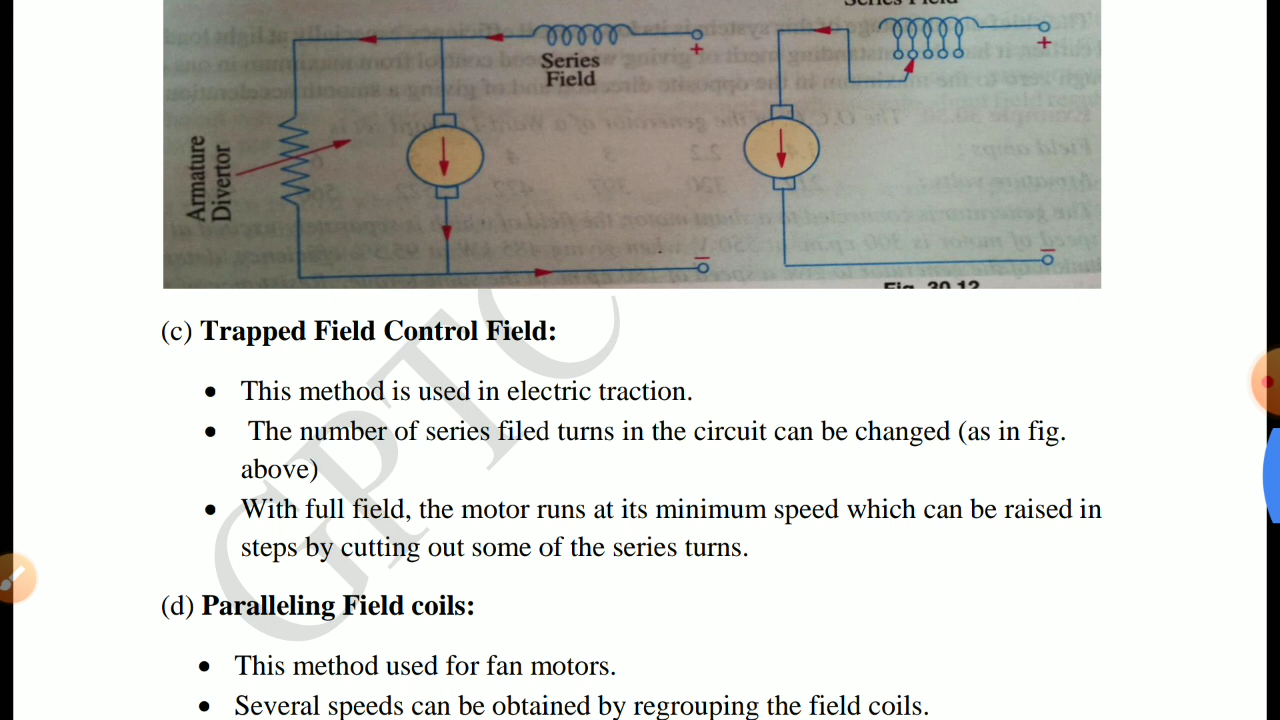 Series Field
+
+
Series
Field
Armature
Divertor
Fig. 30.12
(c) Trapped Field Control Field:
• This method is used in electric traction.
• The number of series filed turns in the circuit can be changed (as in fig.
above)
• With full field, the motor runs at its minimum speed which can be raised in
steps by cutting out some of the series turns.
(d) Paralleling Field coils:
• This method used for fan motors.
• Several speeds can be obtained by regrouping the field coils.
GPTC